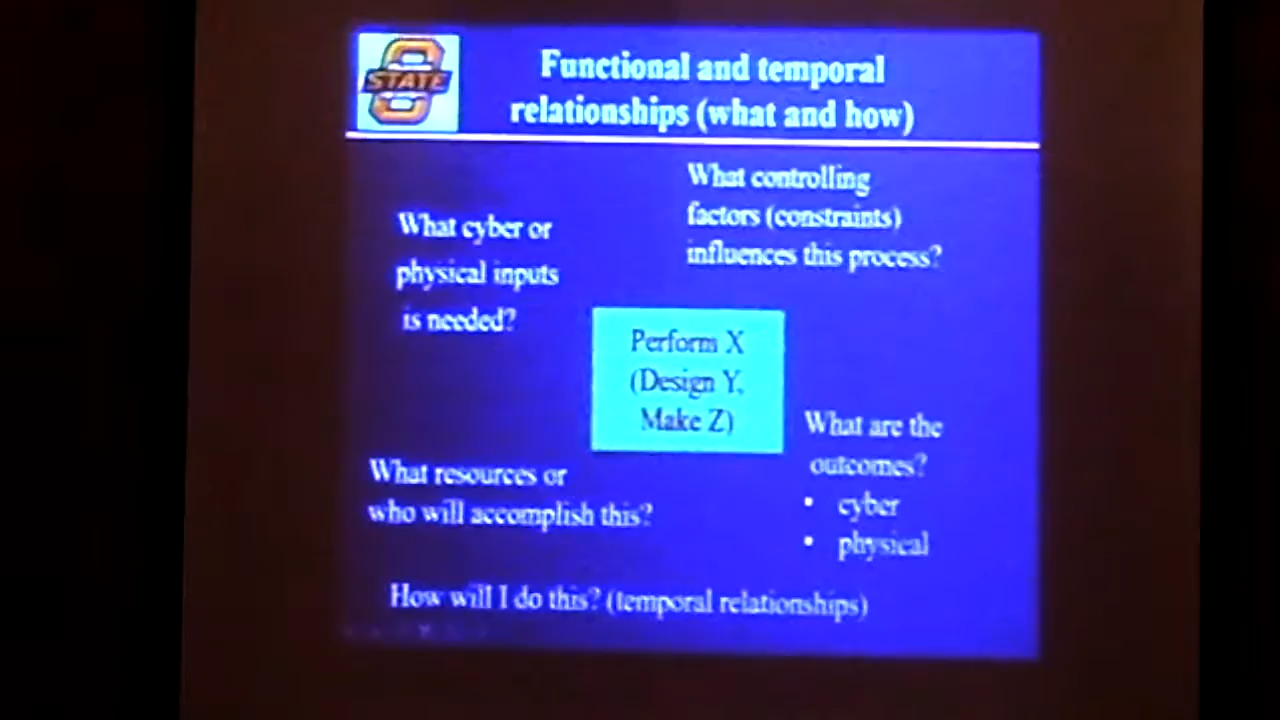 STATE
Functional and temporal
relationships (what and how)
What controlling
factors (constraints)
influences this process?
What cyber or
physical inputs
is needed?
Perform X
(Design Y,
Make Z)
What are the
outcomes?
• cyber
• physical
What resources or
who will accomplish this?
How will I do this? (temporal relationships)